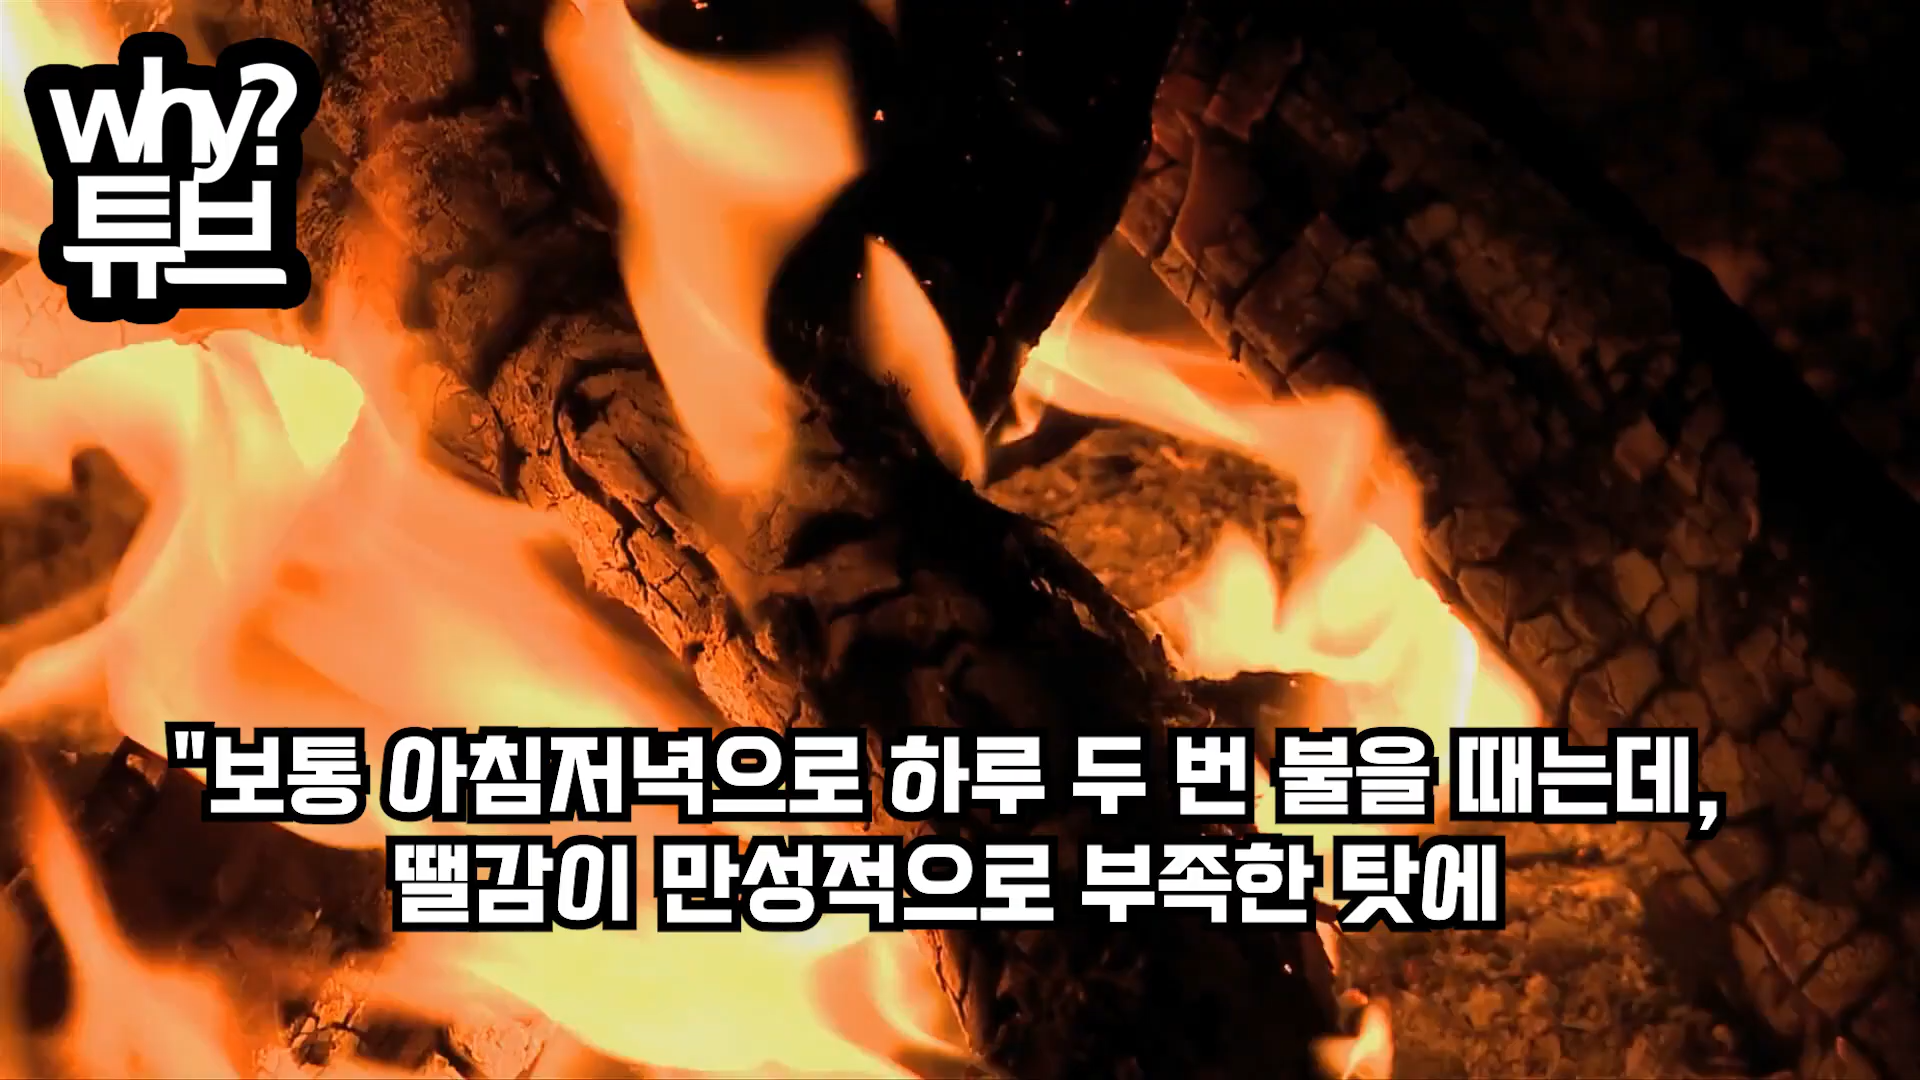 why?
튜브
"보통 아침저녁으로 하루 두 번 불을 때는데,
땔감이 만성적으로 부족한 탓에